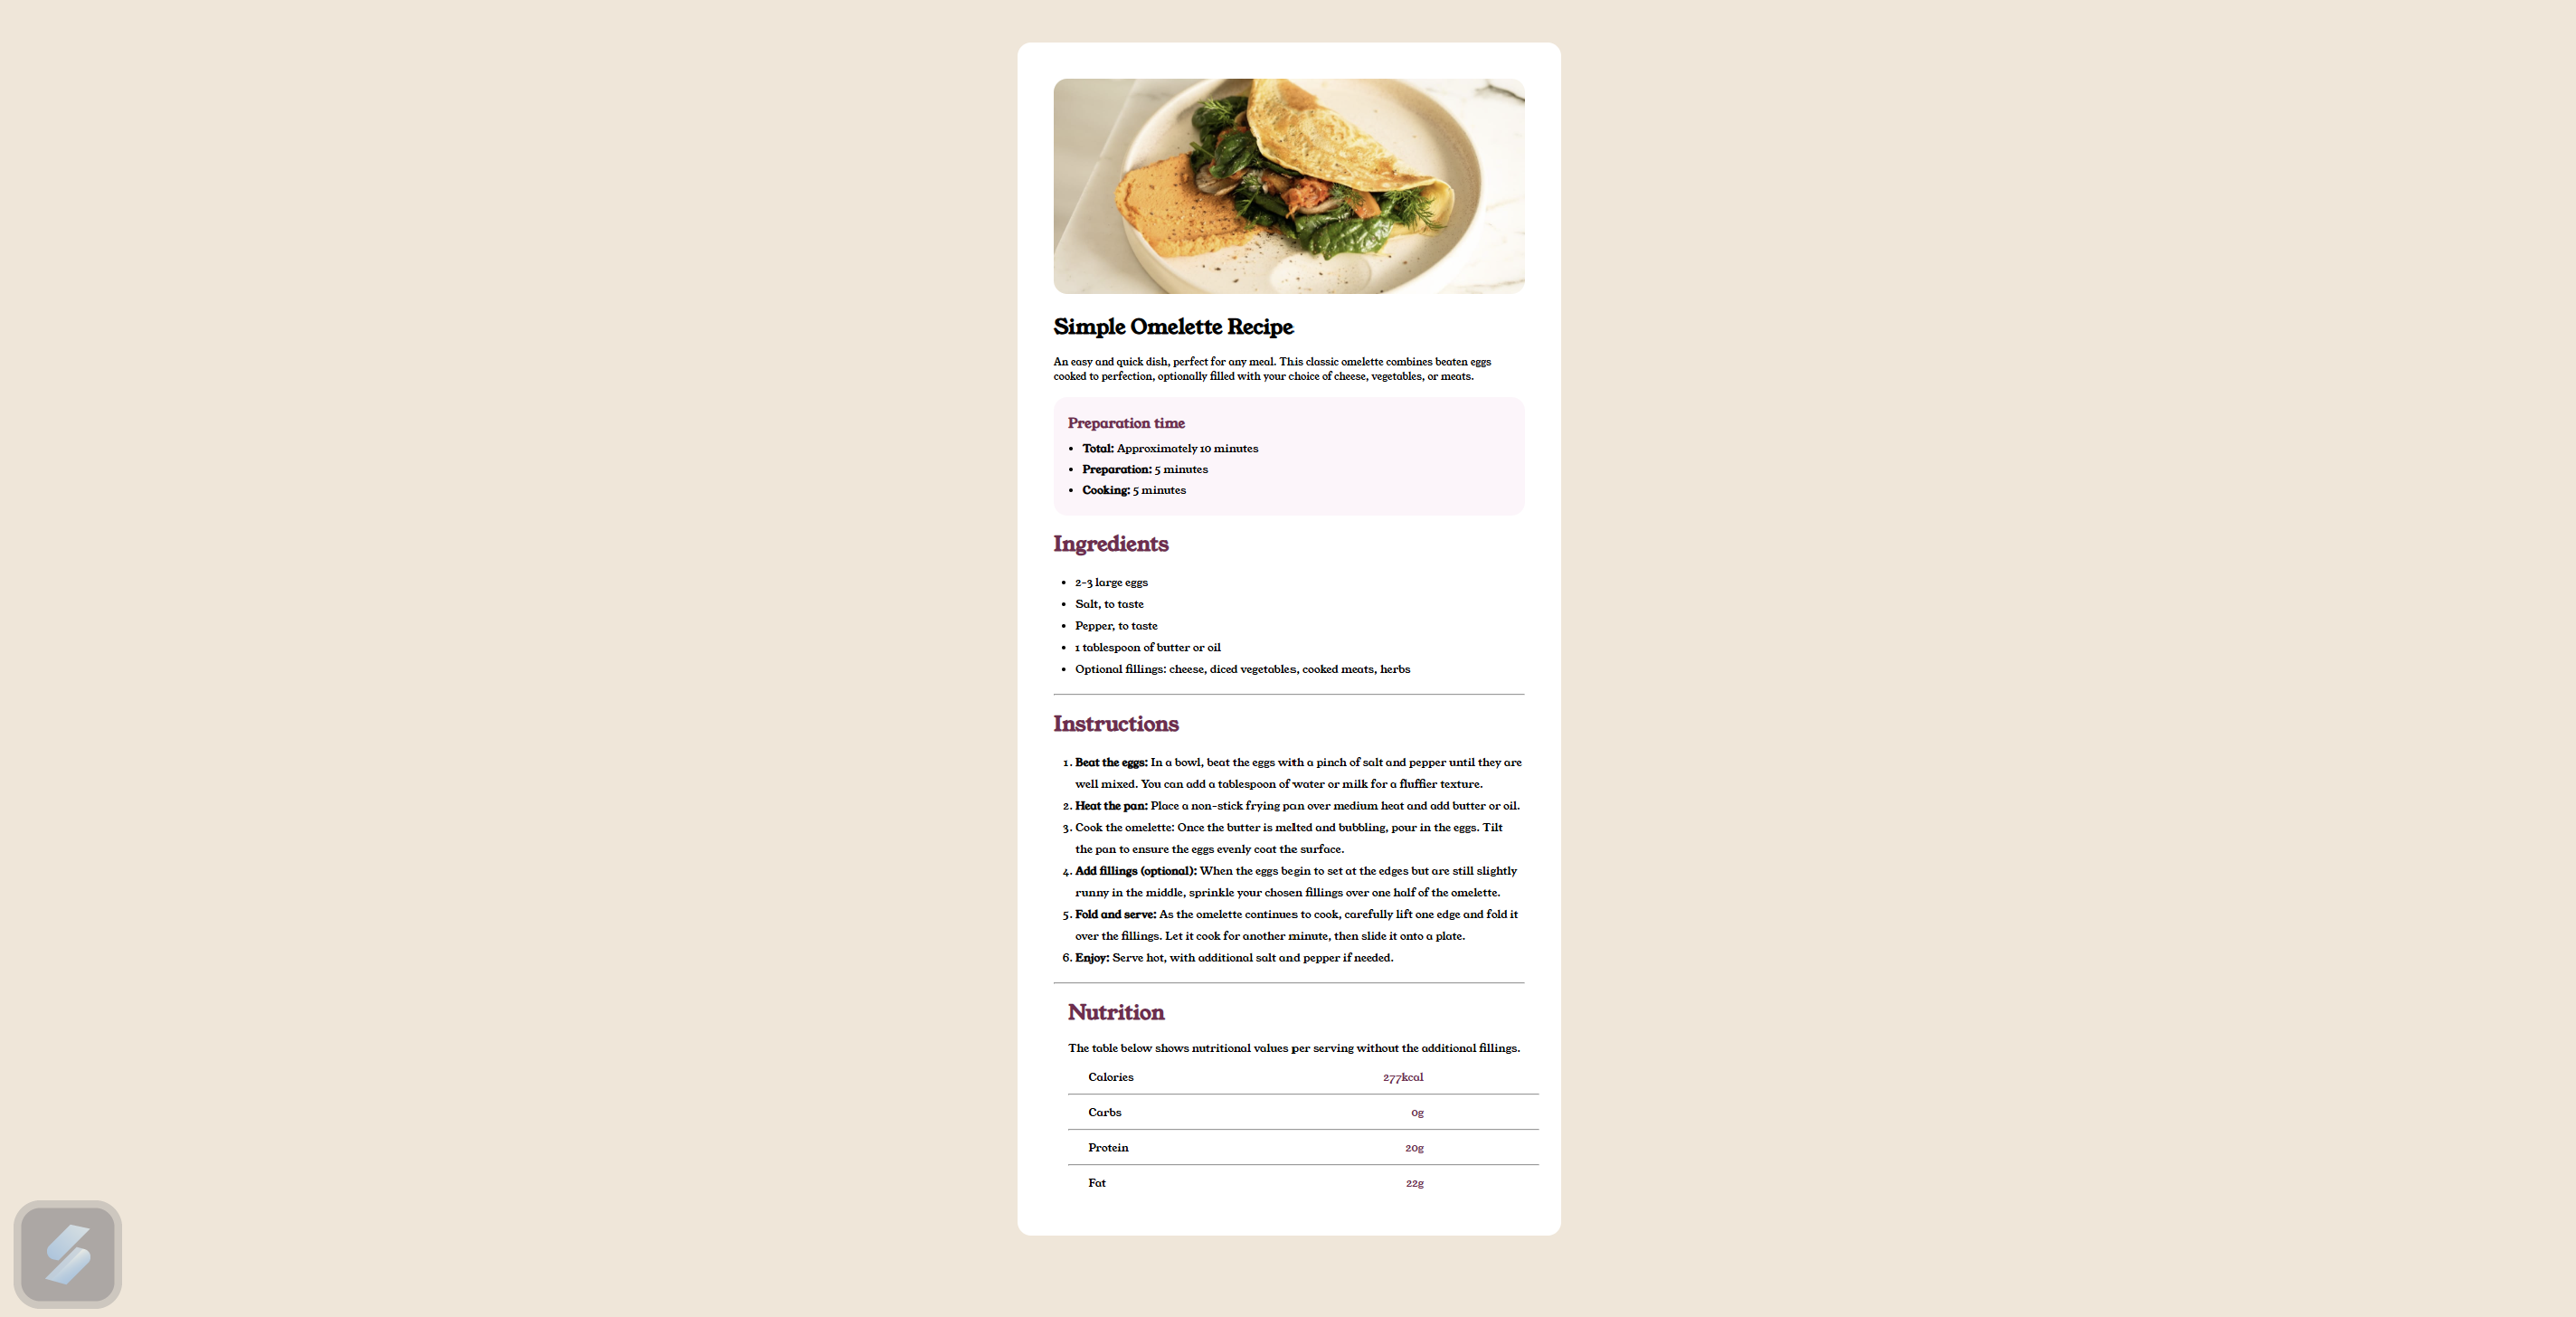 Simple Omelette Recipe
An easy and quick dish, perfect for any meal. This classic omelette combines beaten eggs
cooked to perfection, optionally filled with your choice of cheese, vegetables, or meats.
Preparation time
• Total: Approximately 10 minutes
• Preparation: 5 minutes
• Cooking: 5 minutes
Ingredients
• 2-3 large eggs
• Salt, to taste
• Pepper, to taste
• 1 tablespoon of butter or oil
• Optional fillings: cheese, diced vegetables, cooked meats, herbs
Instructions
1. Beat the eggs: In a bowl, beat the eggs with a pinch of salt and pepper until they are
well mixed. You can add a tablespoon of water or milk for a fluffier texture.
2. Heat the pan: Place a non-stick frying pan over medium heat and add butter or oil.
3. Cook the omelette: Once the butter is melted and bubbling, pour in the eggs. Tilt
the pan to ensure the eggs evenly coat the surface.
4. Add fillings (optional): When the eggs begin to set at the edges but are still slightly
runny in the middle, sprinkle your chosen fillings over one half of the omelette.
5. Fold and serve: As the omelette continues to cook, carefully lift one edge and fold it
over the fillings. Let it cook for another minute, then slide it onto a plate.
6. Enjoy: Serve hot, with additional salt and pepper if needed.
Nutrition
The table below shows nutritional values per serving without the additional fillings.
Calories 277kcal
Carbs 0g
Protein 20g
Fat 22g